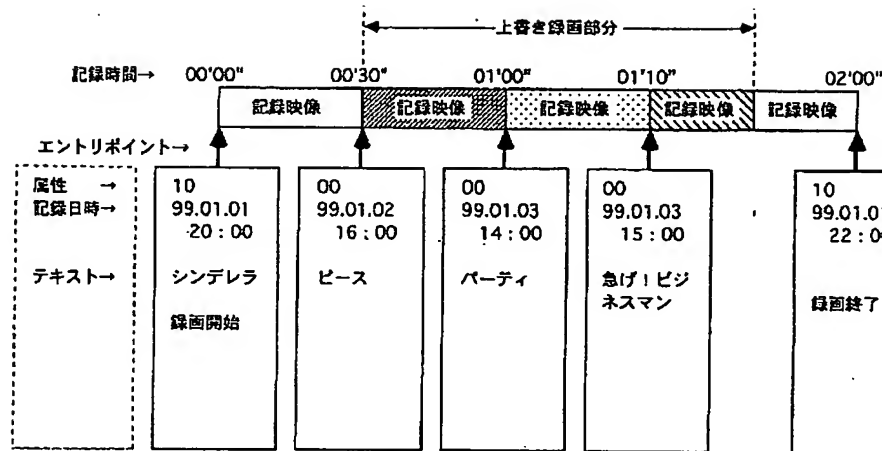 上書き録画部分
記録時間→ 00'00" 00'30" 01'00" 01'10" 02'00"
記録映像 記録映像 記録映像 記録映像 記録映像
エントリポイント→
属性 → 10 00 00 00 10
記録日時→ 99.01.01 99.01.02 99.01.03 99.01.03 99.01.01
20：00 16：00 14：00 15：00 22：00
テキスト→ シンデレラ ピース パーティ 急げ！ビジ
ネスマン
録画開始 録画終了